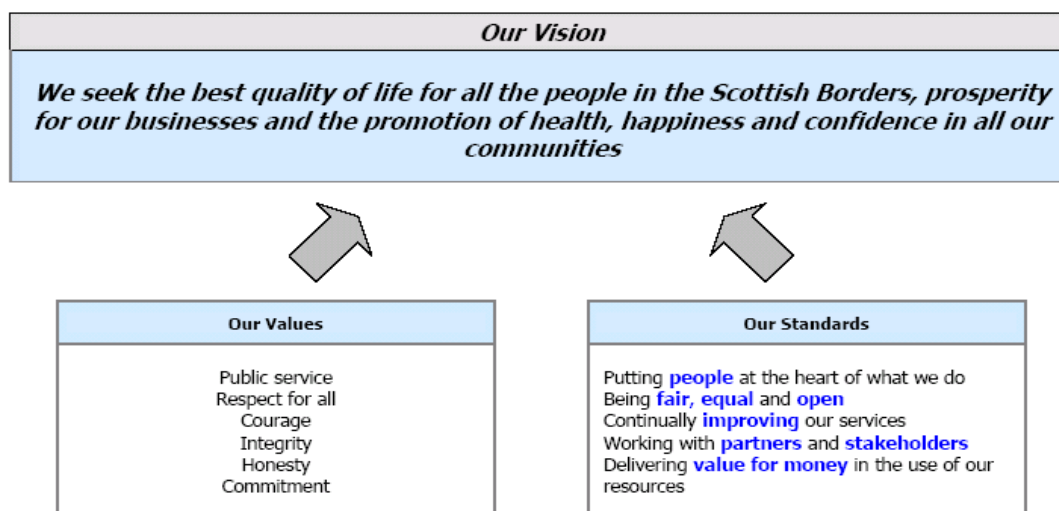 Our Vision
We seek the best quality of life for all the people in the Scottish Borders, prosperity
for our businesses and the promotion of health, happiness and confidence in all our
communities
Our Values
Public service
Respect for all
Courage
Integrity
Honesty
Commitment
Our Standards
Putting people at the heart of what we do
Being fair, equal and open
Continually improving our services
Working with partners and stakeholders
Delivering value for money in the use of our
resources